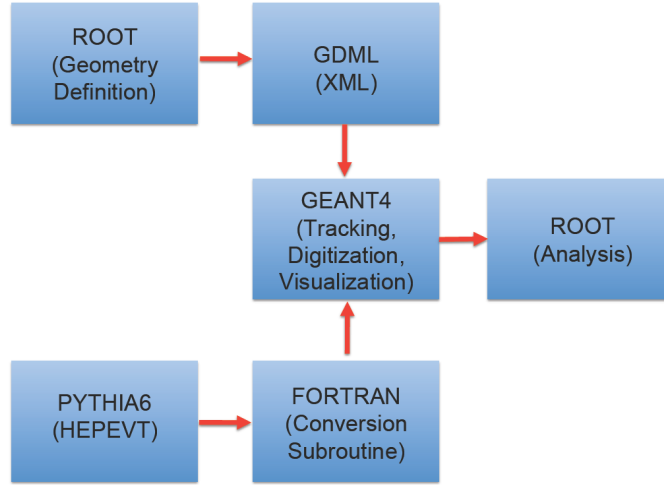 ROOT
(Geometry
Definition)
GDML
(XML)
GEANT4
(Tracking,
Digitization,
Visualization)
ROOT
(Analysis)
PYTHIA6
(HEPEVT)
FORTRAN
(Conversion
Subroutine)